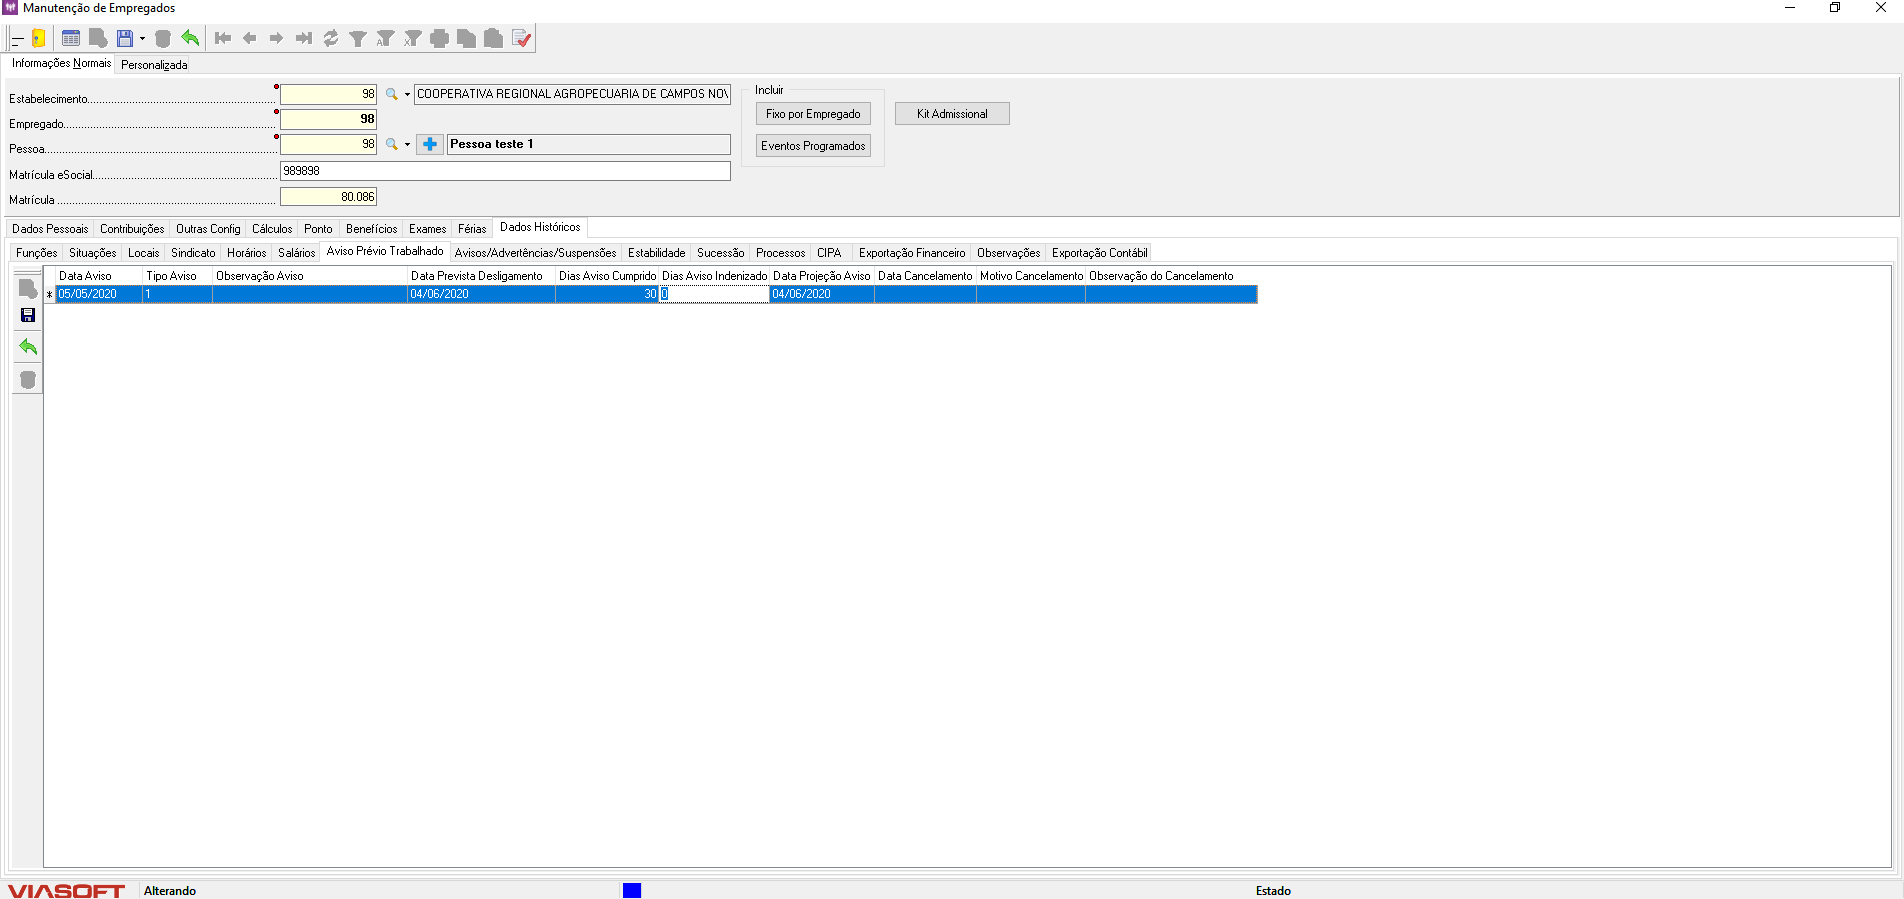 Manutenção de Empregados
Informações Normais Personalizada
Estabelecimento 98 COOPERATIVA REGIONAL AGROPECUARIA DE CAMPOS NO
Empregado 98
Pessoa 98 Pessoa teste 1
Matrícula eSocial 989898
Matrícula 80.086
Incluir
Fixo por Empregado
Eventos Programados
Kit Admissional
Dados Pessoais Contribuições Outras Config Cálculos Ponto Benefícios Exames Férias Dados Históricos
Funções Situações Locais Sindicato Horários Salários Aviso Prévio Trabalhado Avisos/Advertências/Suspensões Estabilidade Sucessão Processos CIPA Exportação Financeiro Observações Exportação Contábil
Data Aviso Tipo Aviso Observação Aviso Data Prevista Desligamento Dias Aviso Cumprido Dias Aviso Indenizado Data Projeção Aviso Data Cancelamento Motivo Cancelamento Observação do Cancelamento
* 05/05/2020 1 04/06/2020 30 0 04/06/2020
VIASOFT Alterando Estado